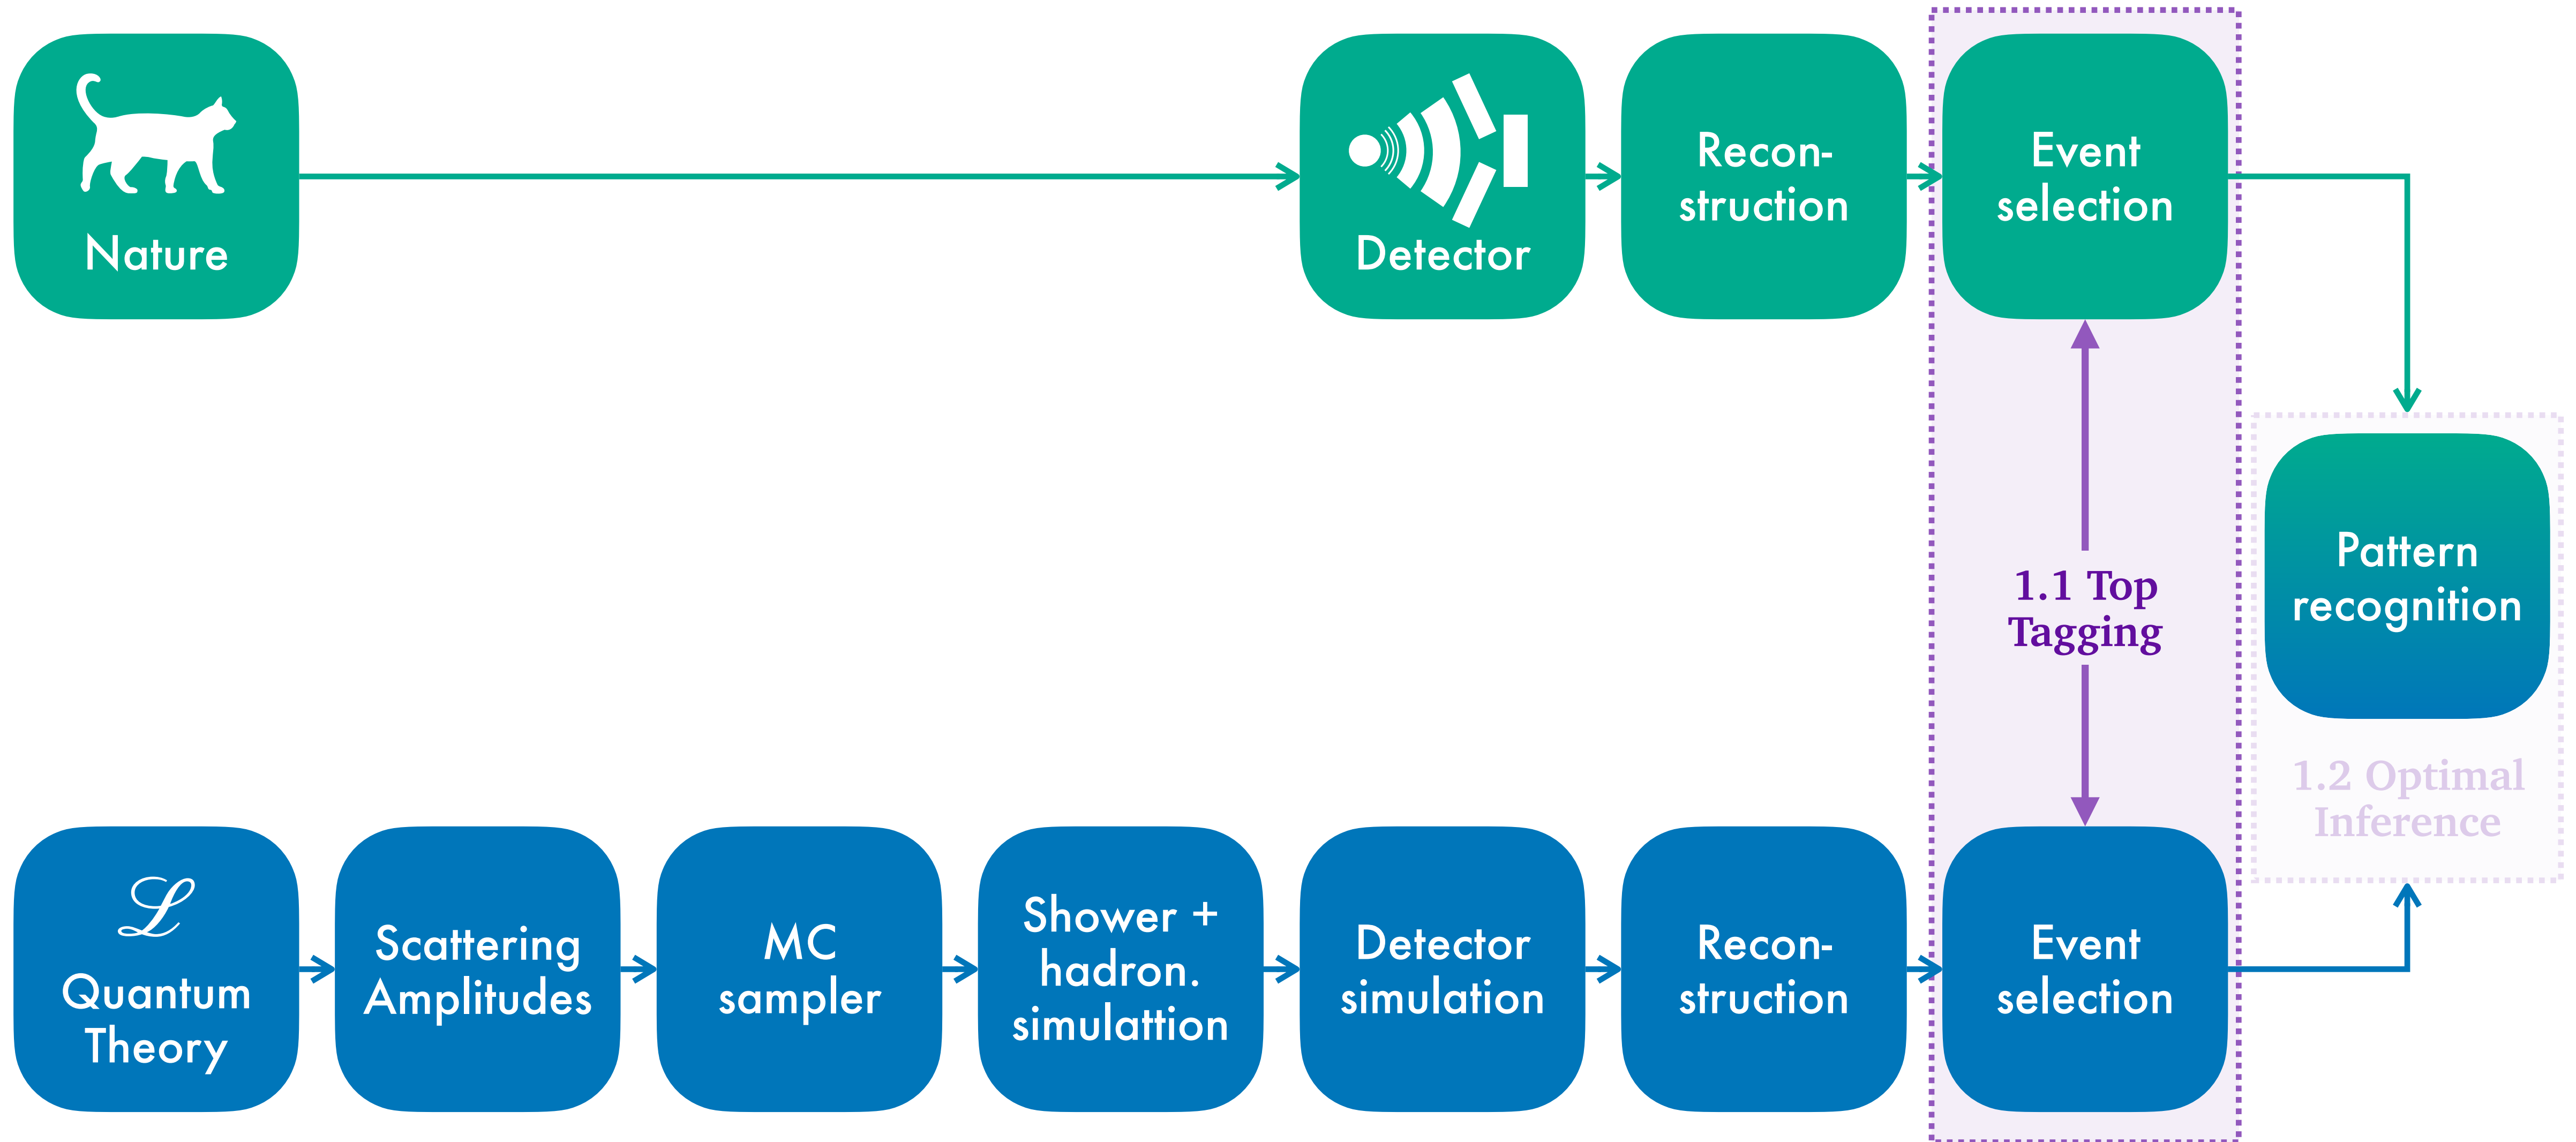 Nature
Detector
Recon-
struction
Event
selection
1.1 Top
Tagging
Pattern
recognition
1.2 Optimal
Inference
ℒ
Quantum
Theory
Scattering
Amplitudes
MC
sampler
Shower +
hadron.
simulattion
Detector
simulation
Recon-
struction
Event
selection